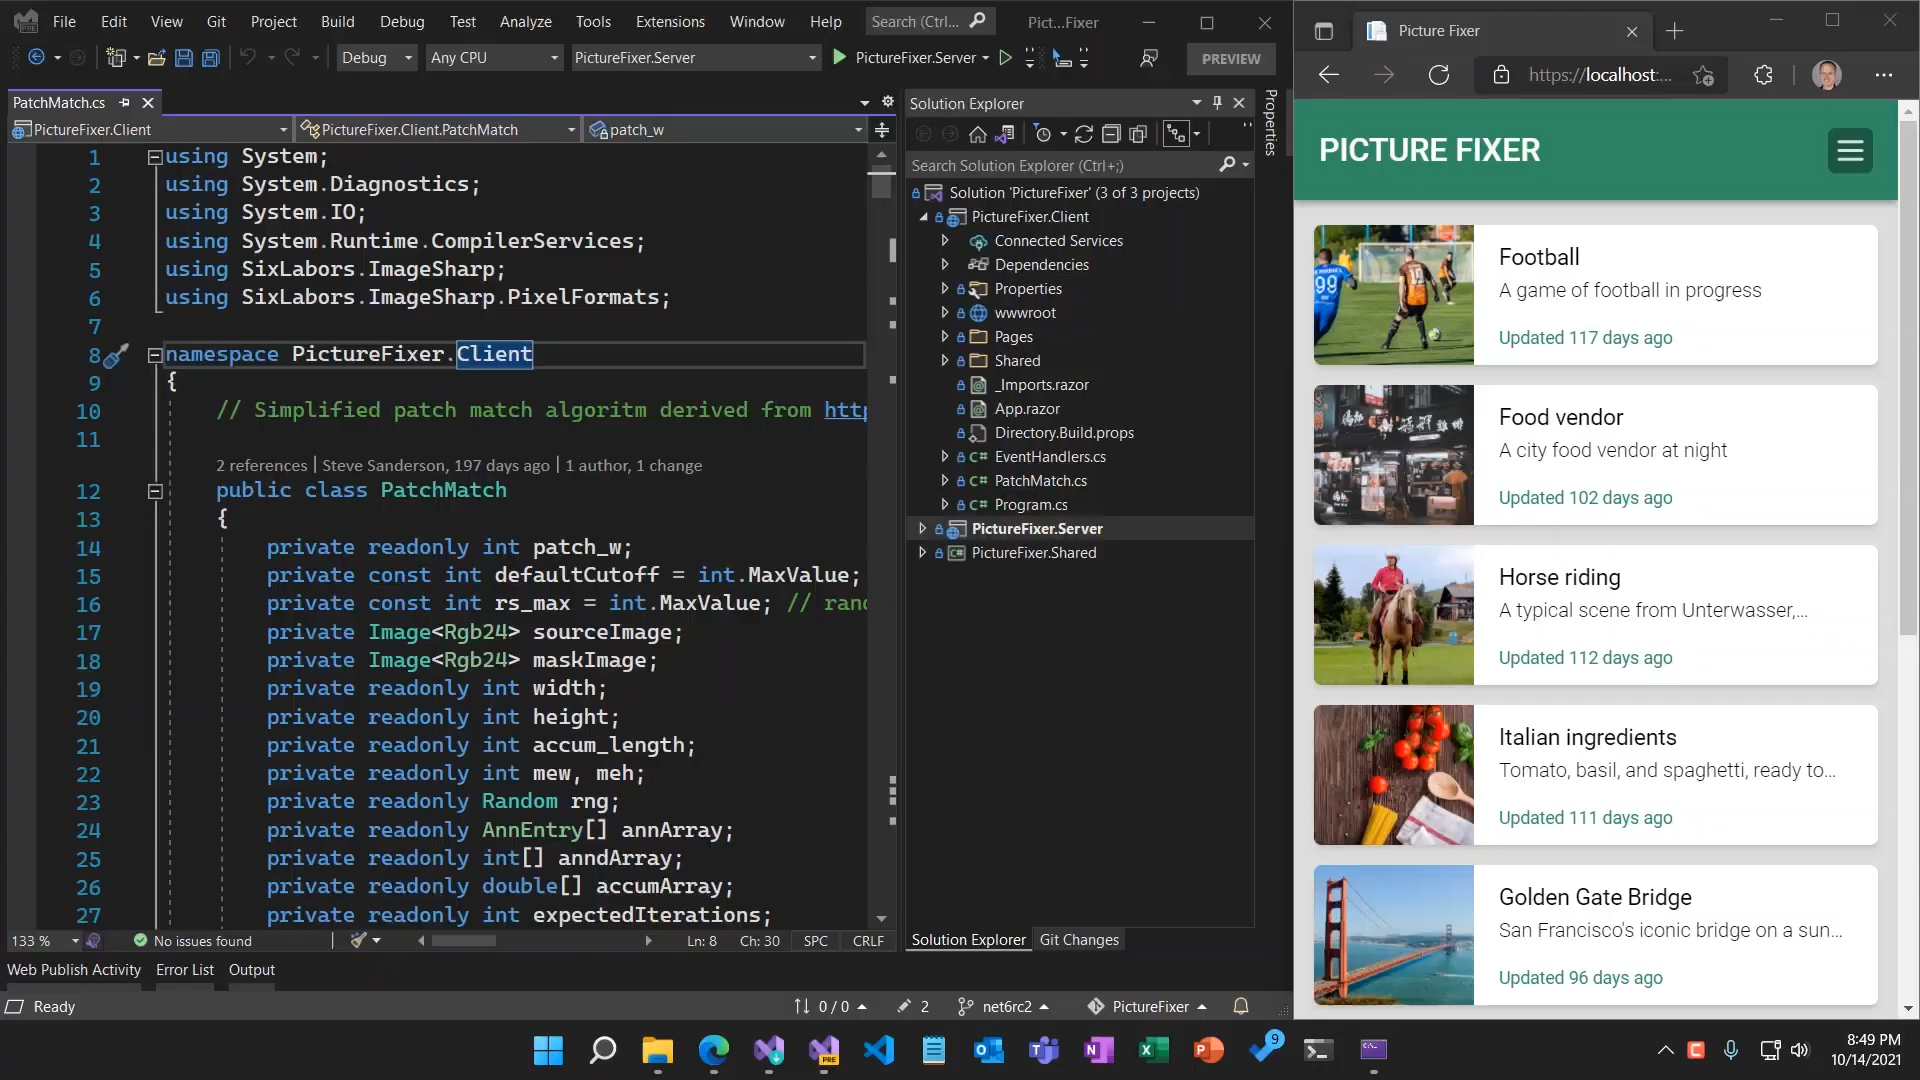 File Edit View Git Project Build Debug Test Analyze Tools Extensions Window Help Search (Ctrl... Pict...Fixer
Debug Any CPU PictureFixer.Server PictureFixer.Server PREVIEW
PatchMatch.cs
PictureFixer.Client PictureFixer.Client.PatchMatch patch_w
1 using System;
2 using System.Diagnostics;
3 using System.IO;
4 using System.Runtime.CompilerServices;
5 using SixLabors.ImageSharp;
6 using SixLabors.ImageSharp.PixelFormats;
7
8 namespace PictureFixer.Client
9 {
10 // Simplified patch match algoritm derived from http
11
2 references | Steve Sanderson, 197 days ago | 1 author, 1 change
12 public class PatchMatch
13 {
14 private readonly int patch_w;
15 private const int defaultCutoff = int.MaxValue;
16 private const int rs_max = int.MaxValue; // rand
17 private Image<Rgb24> sourceImage;
18 private Image<Rgb24> maskImage;
19 private readonly int width;
20 private readonly int height;
21 private readonly int accum_length;
22 private readonly int mew, meh;
23 private readonly Random rng;
24 private readonly AnnEntry[] annArray;
25 private readonly int[] anndArray;
26 private readonly double[] accumArray;
27 private readonly int expectedIterations;
133 % No issues found Ln: 8 Ch: 30 SPC CRLF
Web Publish Activity Error List Output
Ready 0 / 0 2 net6rc2 PictureFixer
Solution Explorer
Search Solution Explorer (Ctrl+;)
Solution 'PictureFixer' (3 of 3 projects)
PictureFixer.Client
Connected Services
Dependencies
Properties
wwwroot
Pages
Shared
_Imports.razor
App.razor
Directory.Build.props
C# EventHandlers.cs
C# PatchMatch.cs
C# Program.cs
PictureFixer.Server
C# PictureFixer.Shared
Solution Explorer Git Changes
Properties
Picture Fixer
https://localhost:...
PICTURE FIXER
Football
A game of football in progress
Updated 117 days ago
Food vendor
A city food vendor at night
Updated 102 days ago
Horse riding
A typical scene from Unterwasser,...
Updated 112 days ago
Italian ingredients
Tomato, basil, and spaghetti, ready to...
Updated 111 days ago
Golden Gate Bridge
San Francisco's iconic bridge on a sun...
Updated 96 days ago
99
10
PRE
9
8:49 PM
10/14/2021